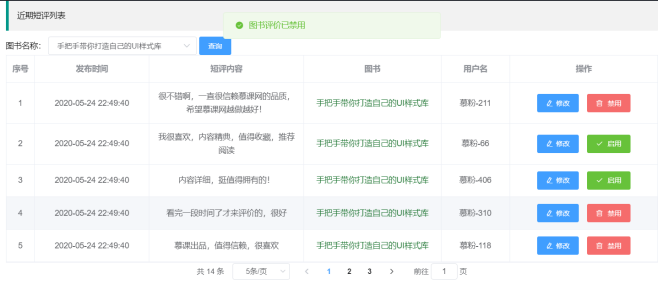 近期短评列表
图书评价已禁用
图书名称: 手把手带你打造自己的UI样式库 查询
序号 发布时间 短评内容 图书 用户名 操作
1 2020-05-24 22:49:40 很不错啊，一直很信赖慕课网的品质， 手把手带你打造自己的UI样式库 慕粉-211 修改 禁用
希望慕课网越做越好！
2 2020-05-24 22:49:40 我很喜欢，内容精典，值得收藏，推荐 手把手带你打造自己的UI样式库 慕粉-66 修改 启用
阅读
3 2020-05-24 22:49:40 内容详细，挺值得拥有的！ 手把手带你打造自己的UI样式库 慕粉-406 修改 启用
4 2020-05-24 22:49:40 看完一段时间了才来评价的，很好 手把手带你打造自己的UI样式库 慕粉-310 修改 禁用
5 2020-05-24 22:49:40 慕课出品，值得信赖，很喜欢 手把手带你打造自己的UI样式库 慕粉-118 修改 禁用
共 14 条 5条/页 < 1 2 3 > 前往 1 页